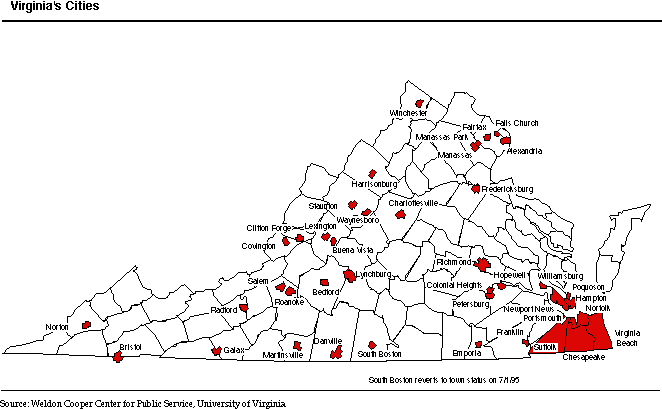 Virginia's Cities
Winchester
Falls Church
Fairfax
Manassas Park
Alexandria
Manassas
Harrisonburg
Fredericksburg
Staunton
Charlottesville
Waynesboro
Clifton Forge
Lexington
Covington
Buena Vista
Richmond
Lynchburg
Hopewell
Williamsburg
Salem
Colonial Heights
Poquoson
Bedford
Roanoke
Petersburg
Hampton
Radford
Newport News
Norfolk
Portsmouth
Norton
Franklin
Virginia
Beach
Danville
Bristol
Galax
Martinsville
South Boston
Emporia
Suffolk
Chesapeake
South Boston reverts to town status on 7/1/95
Source: Weldon Cooper Center for Public Service, University of Virginia